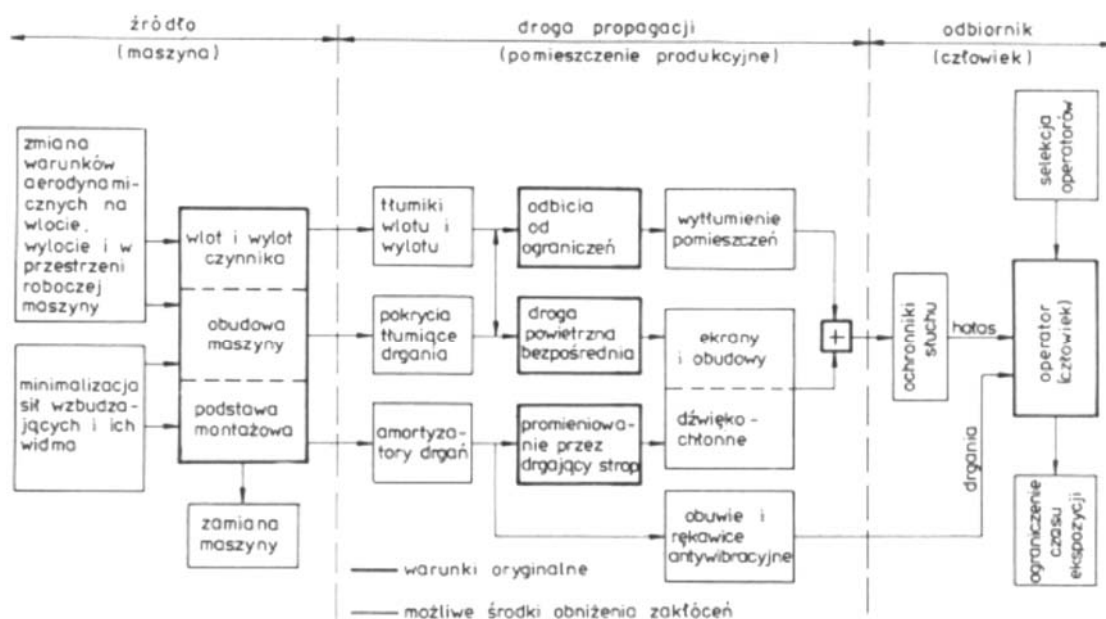 źródło
(maszyna)
droga propagacji
(pomieszczenie produkcyjne)
odbiornik
(człowiek)
zmiana
warunków
aerodynami-
cznych na
wlocie,
wylocie i w
przestrzeni
roboczej
maszyny
minimalizacja
sił wzbudza-
jących i ich
widma
wlot i wylot
czynnika
obudowa
maszyny
podstawa
montażowa
zamiana
maszyny
tłumiki
wlotu i
wylotu
pokrycia
tłumiące
drgania
amortyza-
tory drgań
odbicia
od
ograniczeń
droga
powietrzna
bezpośrednia
promieniowa-
nie przez
drgający strop
wytłumienie
pomieszczeń
ekrany
i obudowy
dźwięko-
chłonne
obuwie i
rękawice
antywibracyjne
+
ochronniki
słuchu
hałas
drgania
selekcja
operatorów
operator
(człowiek)
ograniczenie
czasu
ekspozycji
warunki oryginalne
możliwe środki obniżenia zakłóceń